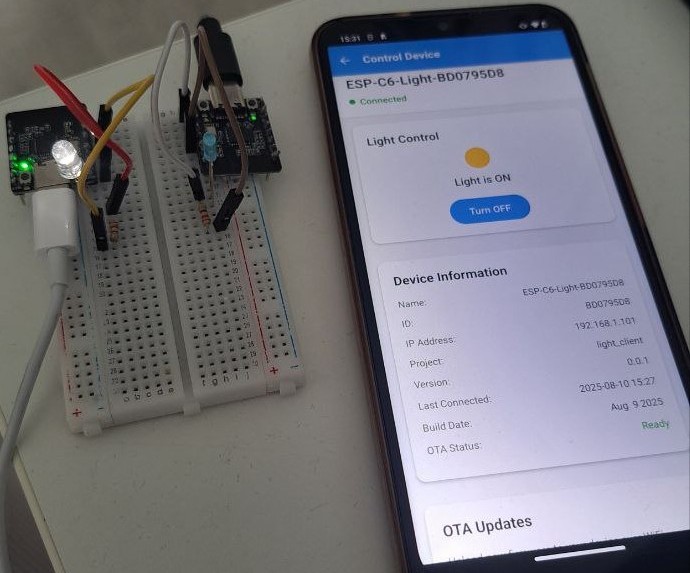 15:31
Control Device
ESP-C6-Light-BD0795D8
Connected
Light Control
Light is ON
Turn OFF
Device Information
Name: ESP-C6-Light-BD0795D8
ID: BD0795D8
IP Address: 192.168.1.101
Project: light_client
Version: 0.0.1
Last Connected: 2025-08-10 15:27
Build Date: Aug 9 2025
OTA Status: Ready
OTA Updates
a b c d e
f g h i j